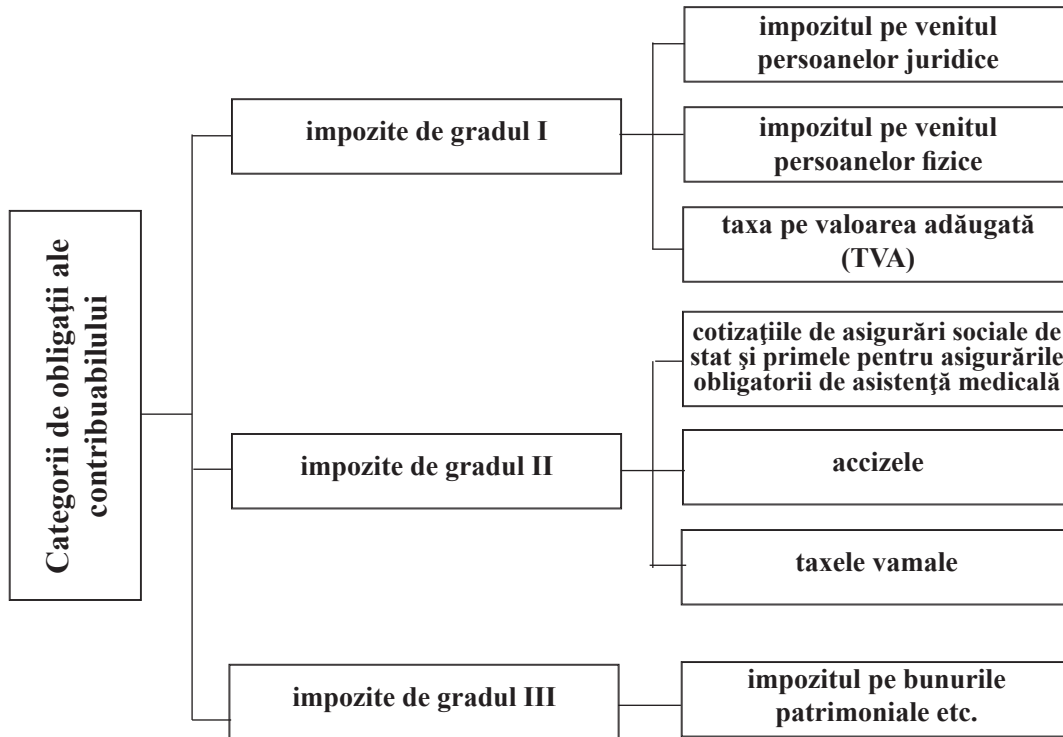 Categorii de obligaţii ale
contribuabilului
impozite de gradul I
impozitul pe venitul
persoanelor juridice
impozitul pe venitul
persoanelor fizice
taxa pe valoarea adăugată
(TVA)
impozite de gradul II
cotizaţiile de asigurări sociale de
stat şi primele pentru asigurările
obligatorii de asistenţă medicală
accizele
taxele vamale
impozite de gradul III
impozitul pe bunurile
patrimoniale etc.